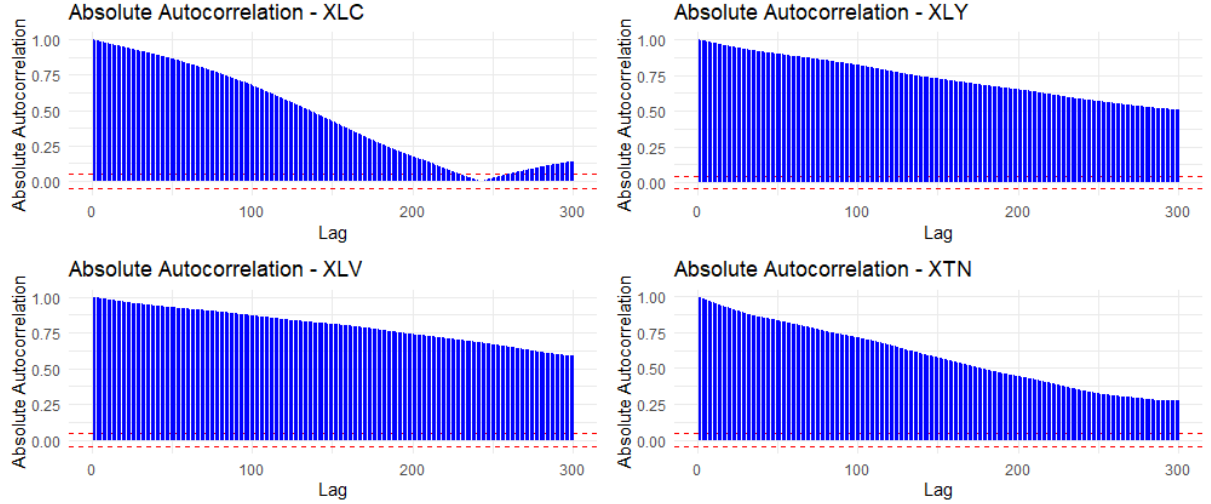 Absolute Autocorrelation - XLC
Absolute Autocorrelation
1.00
0.75
0.50
0.25
0.00
0 100 200 300
Lag
Absolute Autocorrelation - XLY
Absolute Autocorrelation
1.00
0.75
0.50
0.25
0.00
0 100 200 300
Lag
Absolute Autocorrelation - XLV
Absolute Autocorrelation
1.00
0.75
0.50
0.25
0.00
0 100 200 300
Lag
Absolute Autocorrelation - XTN
Absolute Autocorrelation
1.00
0.75
0.50
0.25
0.00
0 100 200 300
Lag